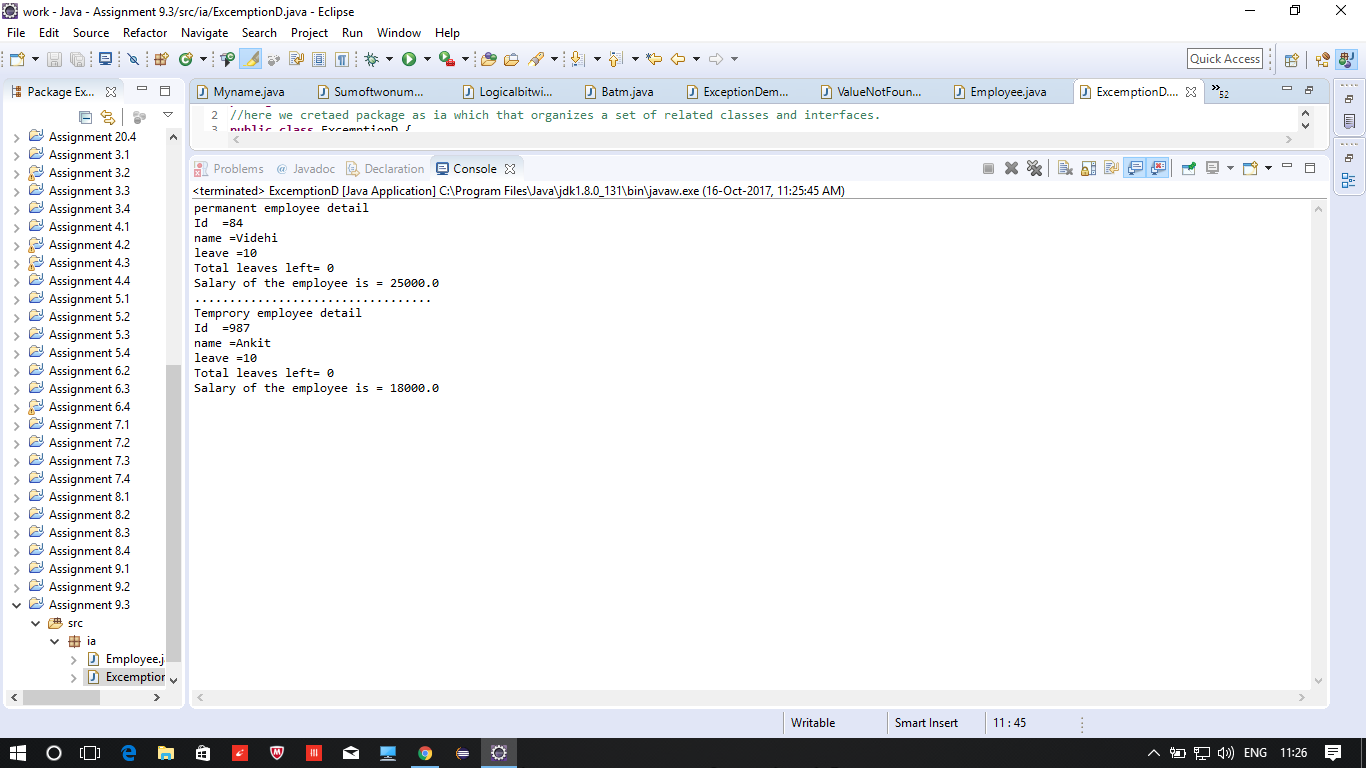 work - Java - Assignment 9.3/src/ia/ExcemptionD.java - Eclipse
File Edit Source Refactor Navigate Search Project Run Window Help
Quick Access
Package Ex...
Myname.java Sumoftwonum... Logicalbitwi... Batm.java ExceptionDem... ValueNotFoun... Employee.java ExcemptionD.... »52
2 //here we cretaed package as ia which that organizes a set of related classes and interfaces.
3 public class ExcemptionD {
Problems @ Javadoc Declaration Console
<terminated> ExcemptionD [Java Application] C:\Program Files\Java\jdk1.8.0_131\bin\javaw.exe (16-Oct-2017, 11:25:45 AM)
permanent employee detail
Id  =84
name =Videhi
leave =10
Total leaves left= 0
Salary of the employee is = 25000.0
..................................
Temprory employee detail
Id  =987
name =Ankit
leave =10
Total leaves left= 0
Salary of the employee is = 18000.0
Assignment 20.4
Assignment 3.1
Assignment 3.2
Assignment 3.3
Assignment 3.4
Assignment 4.1
Assignment 4.2
Assignment 4.3
Assignment 4.4
Assignment 5.1
Assignment 5.2
Assignment 5.3
Assignment 5.4
Assignment 6.2
Assignment 6.3
Assignment 6.4
Assignment 7.1
Assignment 7.2
Assignment 7.3
Assignment 7.4
Assignment 8.1
Assignment 8.2
Assignment 8.3
Assignment 8.4
Assignment 9.1
Assignment 9.2
Assignment 9.3
src
ia
Employee.j
Excemption
Writable Smart Insert 11 : 45
ENG 11:26